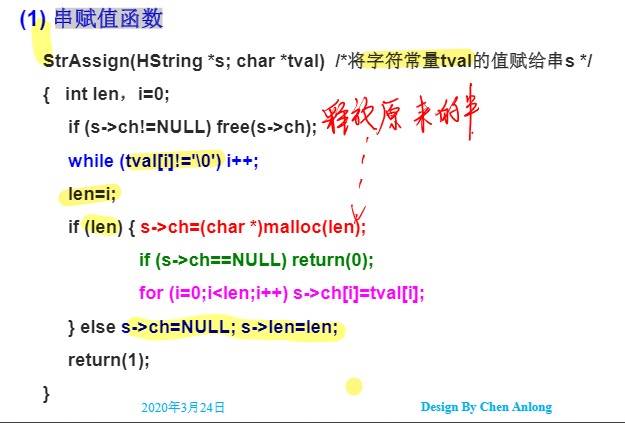 (1) 串赋值函数
StrAssign(HString *s; char *tval) /*将字符常量tval的值赋给串s */
{ int len，i=0;
if (s->ch!=NULL) free(s->ch); 释放原来的串
while (tval[i]!='\0') i++;
len=i;
if (len) { s->ch=(char *)malloc(len);
if (s->ch==NULL) return(0);
for (i=0;i<len;i++) s->ch[i]=tval[i];
} else s->ch=NULL; s->len=len;
return(1);
}
2020年3月24日 Design By Chen Anlong